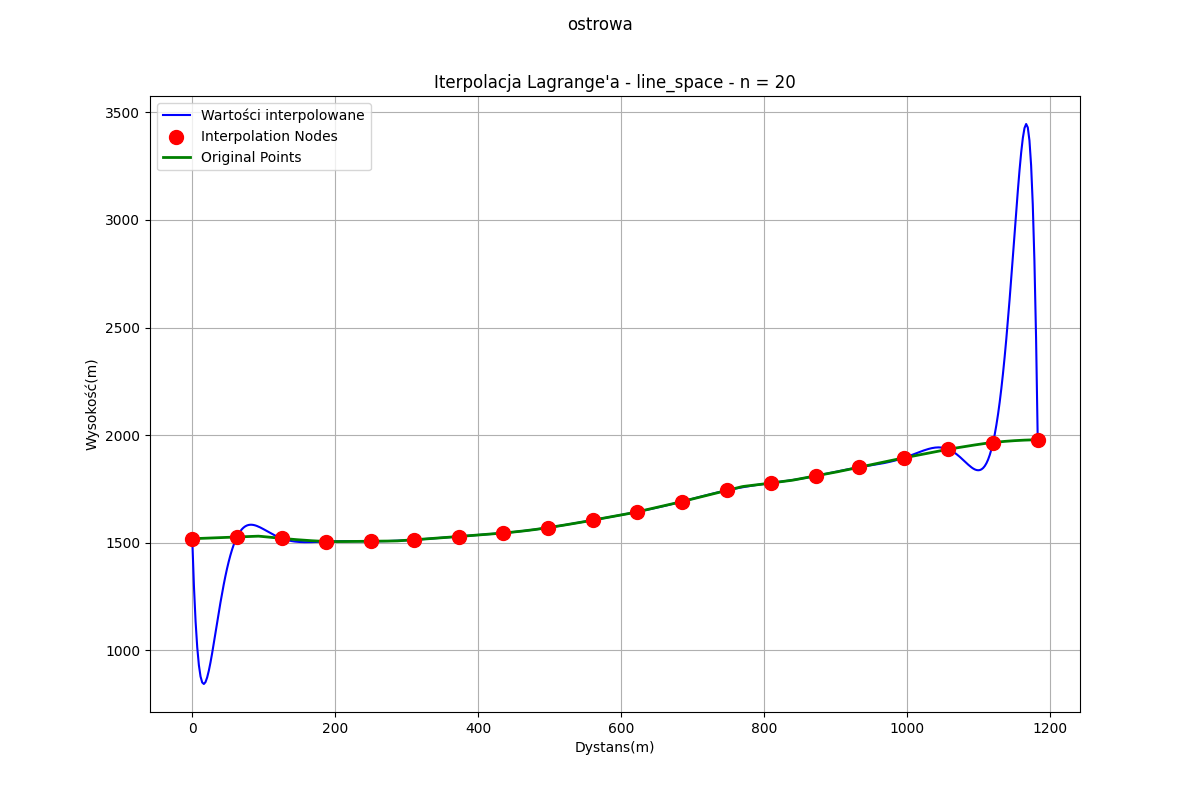 ostrowa
Iterpolacja Lagrange'a - line_space - n = 20
Wartości interpolowane
Interpolation Nodes
Original Points
3500
3000
2500
2000
1500
1000
Wysokość(m)
0 200 400 600 800 1000 1200
Dystans(m)